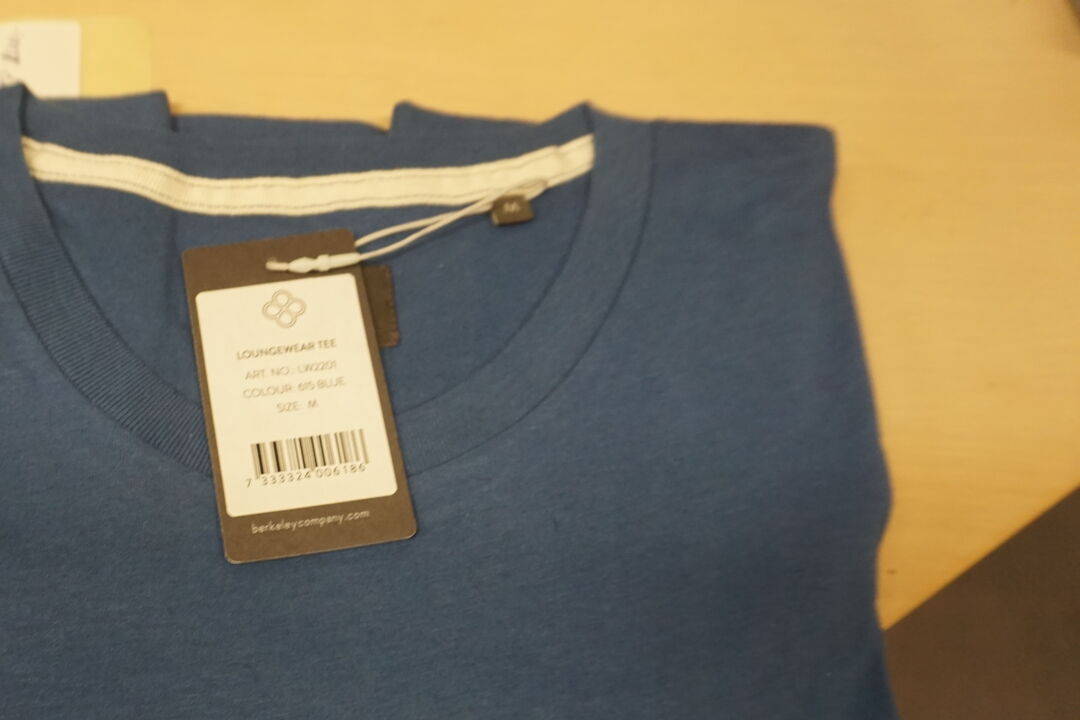 LOUNGEWEAR TEE
ART. NO.: LW2201
COLOUR: 615 BLUE
SIZE: M
7 333324 006186
berkeleycompany.com
M